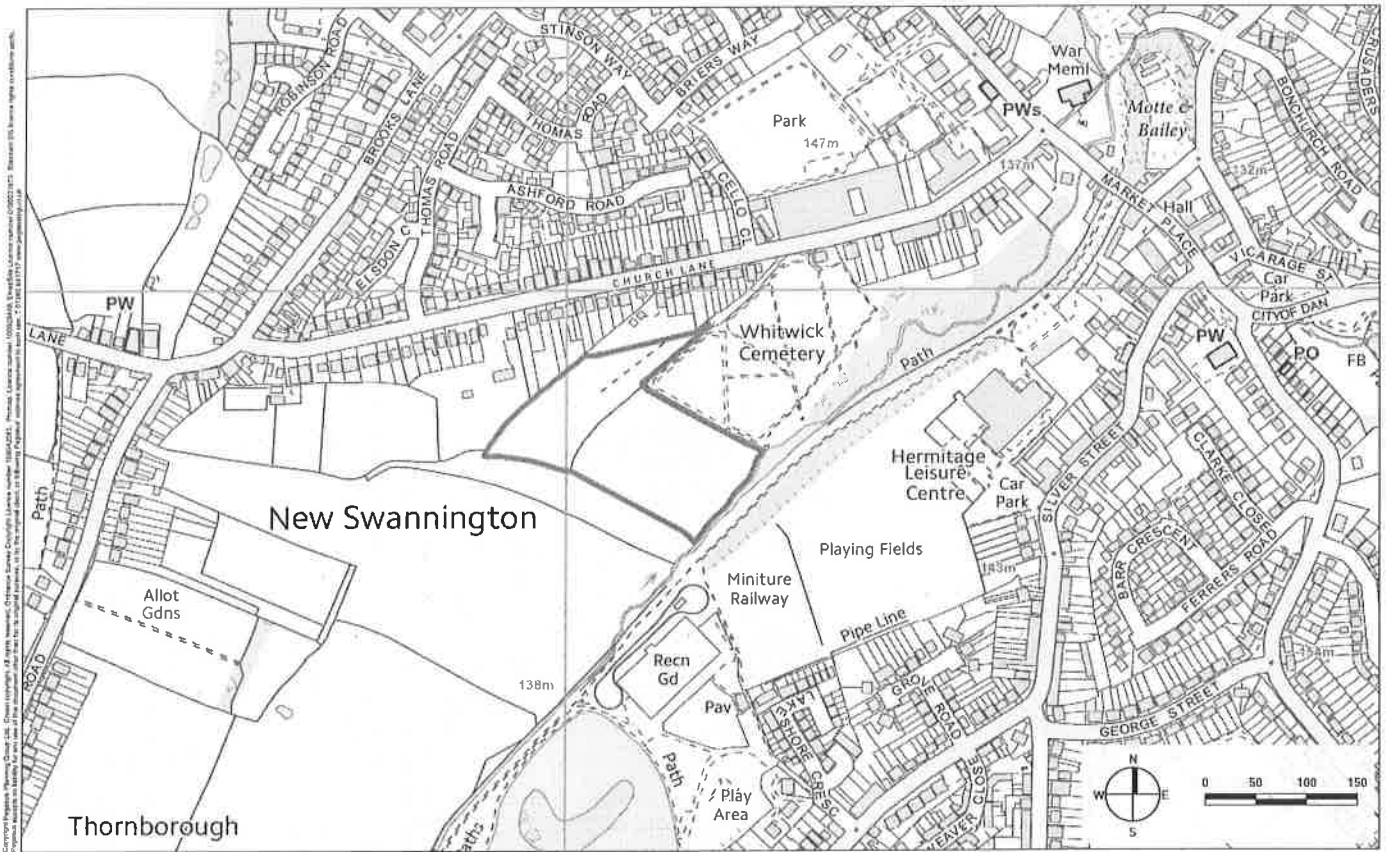 STINSON WAY
BRIERS WAY
ROBINSON ROAD
BROOKS LANE
THOMAS ROAD
THOMAS ROAD
ASHFORD ROAD
ELSDON C
CELLO CL
CHURCH LANE
Park
147m
War
Meml
PWs
Motte &
Bailey
137m
MARKET PLACE
Hall
BONCHURCH ROAD
CRUSADERS
132m
VICARAGE ST
Car
Park
CITY OF DAN
PW
LANE
PW
PO
FB
Whitwick
Cemetery
Path
Hermitage
Leisure
Centre
Car
Park
SILVER STREET
CLARKE CLOSE
BARR CRESCENT
FERRERS ROAD
143m
Path
New Swannington
Playing Fields
Miniture
Railway
Pipe Line
Allot
Gdns
ROAD
Recn
Gd
138m
Pav
LAKESHORE CRESC
GROVE ROAD
154m
GEORGE STREET
Path
Play
Area
WEAVER CLOSE
Paths
Thornborough
N
W
E
S
0 50 100 150